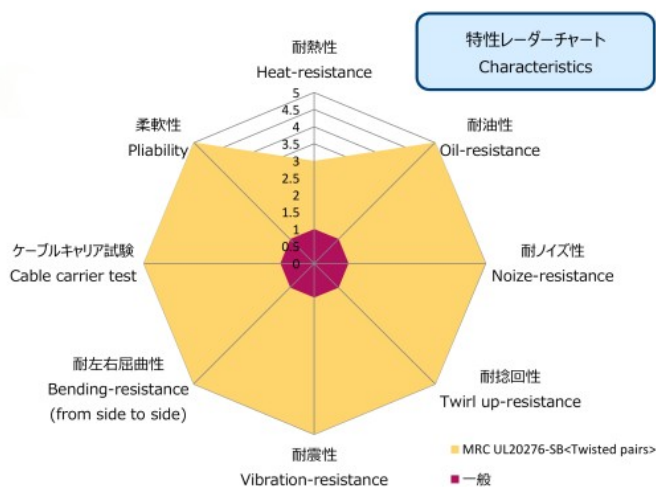 特性レーダーチャート
Characteristics
耐熱性
Heat-resistance
柔軟性
Pliability
耐油性
Oil-resistance
5
4.5
4
3.5
3
2.5
2
1.5
1
0.5
0
ケーブルキャリア試験
Cable carrier test
耐ノイズ性
Noize-resistance
耐左右屈曲性
Bending-resistance
(from side to side)
耐捻回性
Twirl up-resistance
耐震性
Vibration-resistance
MRC UL20276-SB<Twisted pairs>
一般